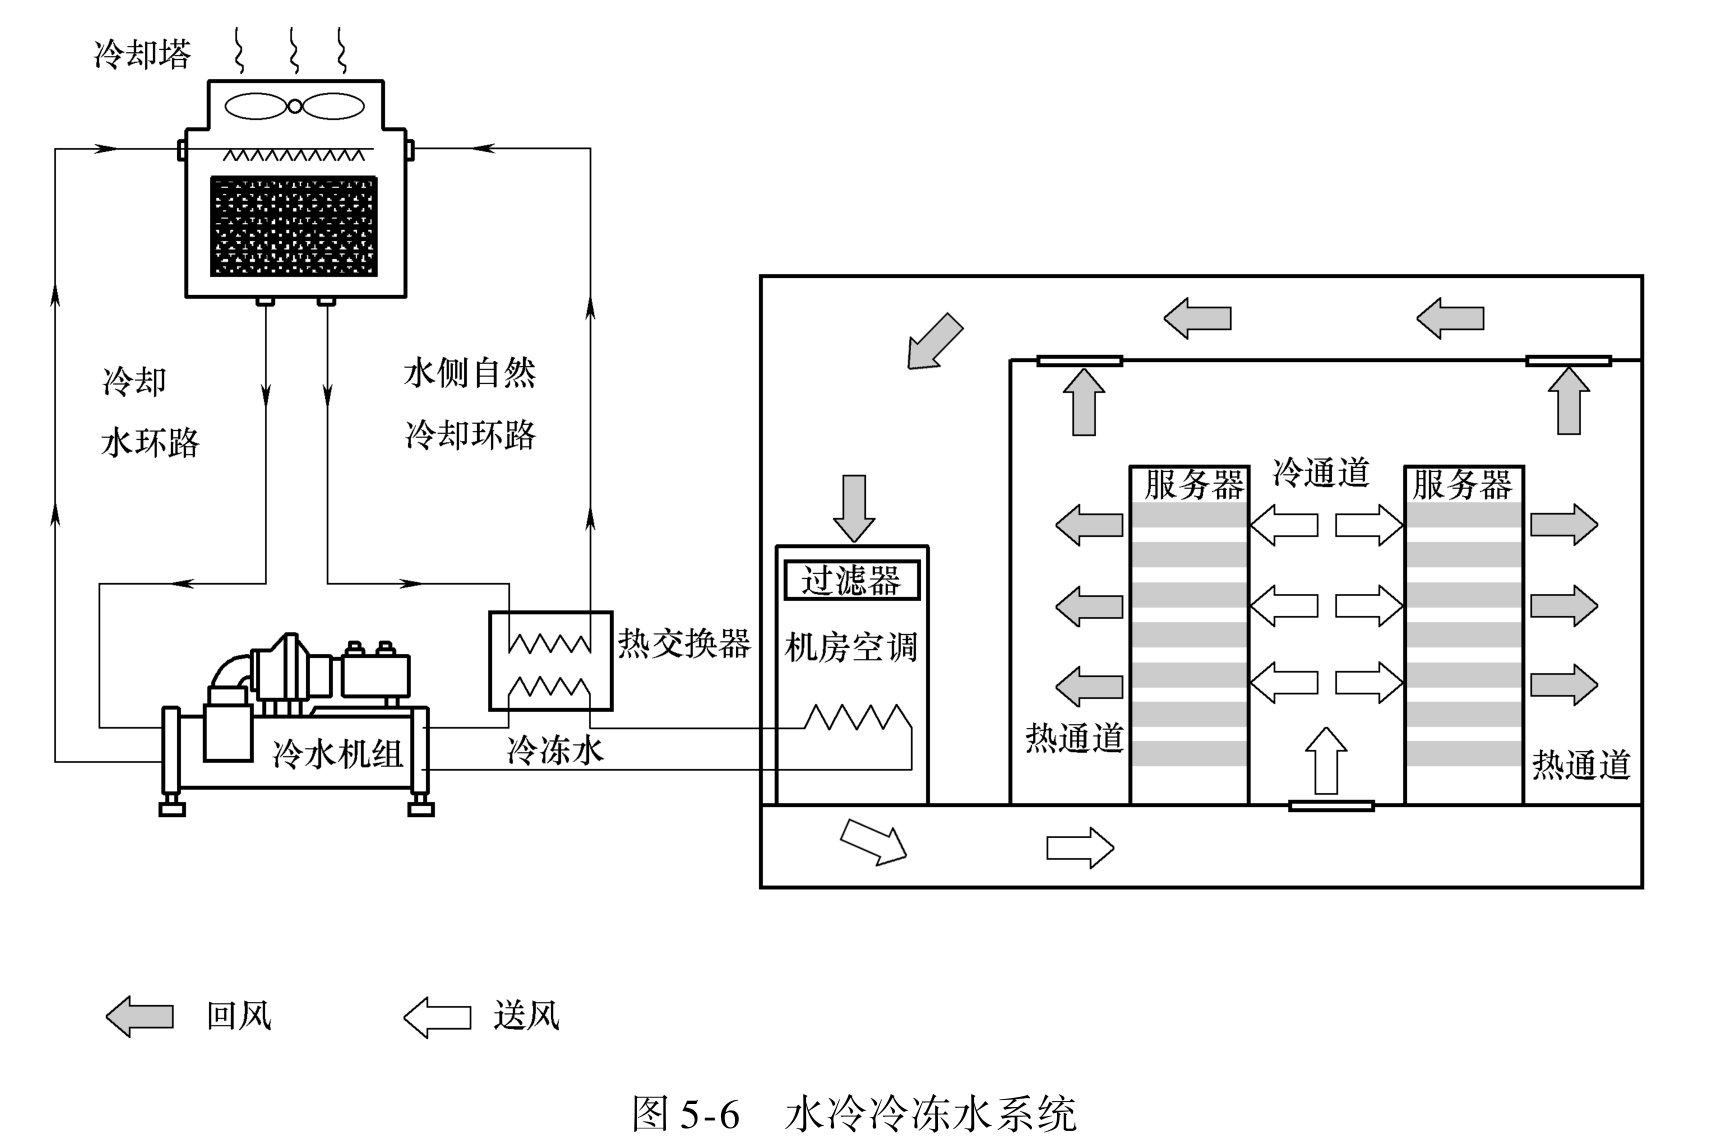 冷却塔
冷却
水环路
水侧自然
冷却环路
热交换器
冷水机组
冷冻水
过滤器
机房空调
服务器
冷通道
服务器
热通道
热通道
回风
送风
图 5-6 水冷冷冻水系统